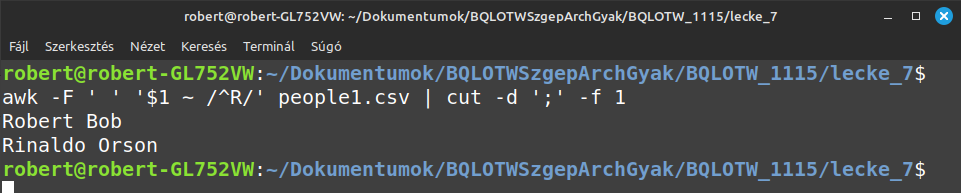 robert@robert-GL752VW: ~/Dokumentumok/BQLOTWSzgepArchGyak/BQLOTW_1115/lecke_7
Fájl Szerkesztés Nézet Keresés Terminál Súgó
robert@robert-GL752VW:~/Dokumentumok/BQLOTWSzgepArchGyak/BQLOTW_1115/lecke_7$
awk -F ' ' '$1 ~ /^R/' people1.csv | cut -d ';' -f 1
Robert Bob
Rinaldo Orson
robert@robert-GL752VW:~/Dokumentumok/BQLOTWSzgepArchGyak/BQLOTW_1115/lecke_7$